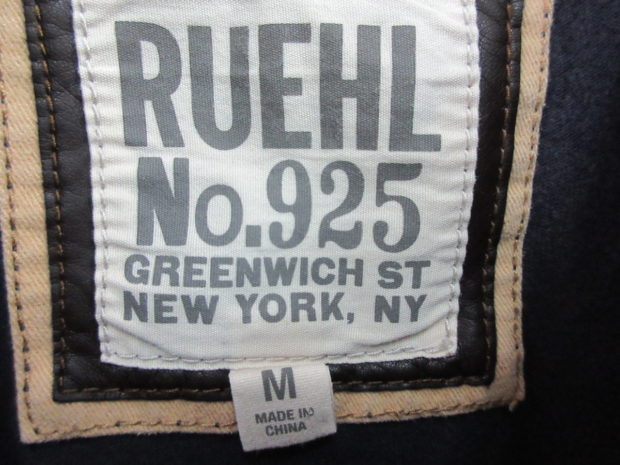 RUEHL
No.925
GREENWICH ST
NEW YORK, NY
M
MADE IN
CHINA